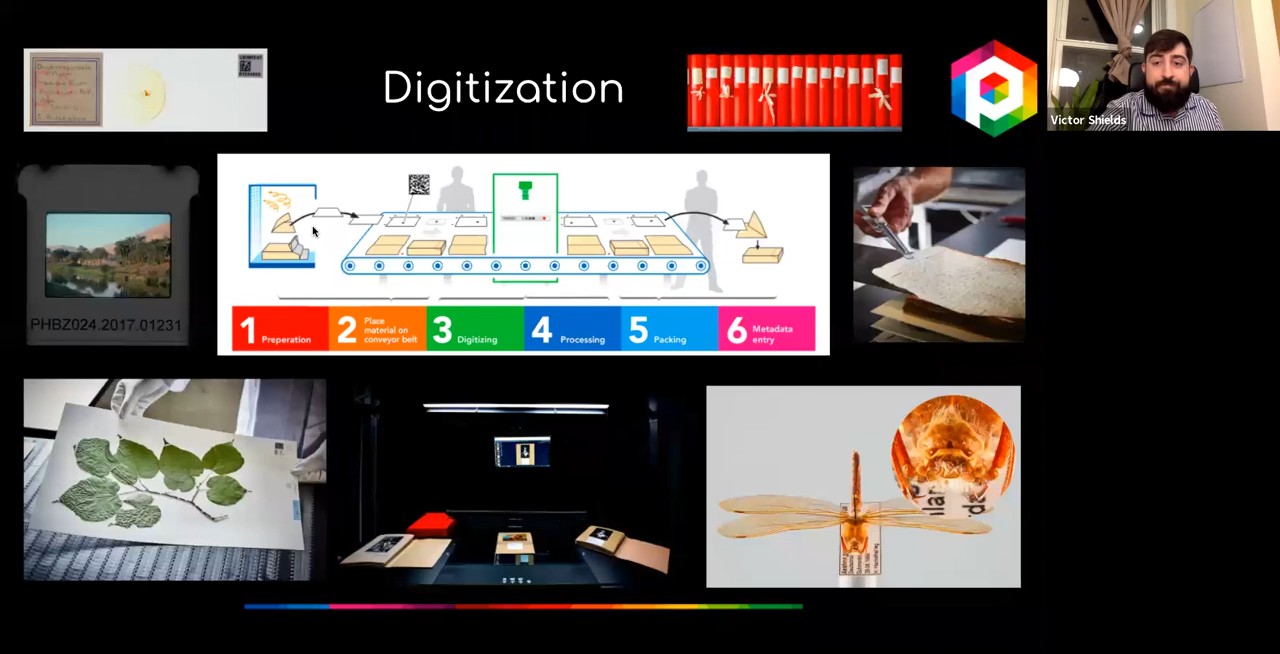 Digitization
Victor Shields
PHBZ024.2017.01231
1 Preperation
2 Place
material on
conveyor belt
3 Digitizing
4 Processing
5 Packing
6 Metadata
entry